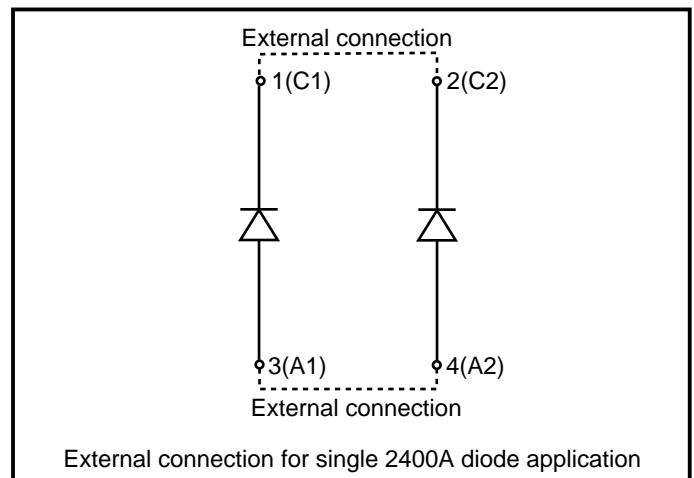 External connection
1(C1) 2(C2)
3(A1) 4(A2)
External connection
External connection for single 2400A diode application